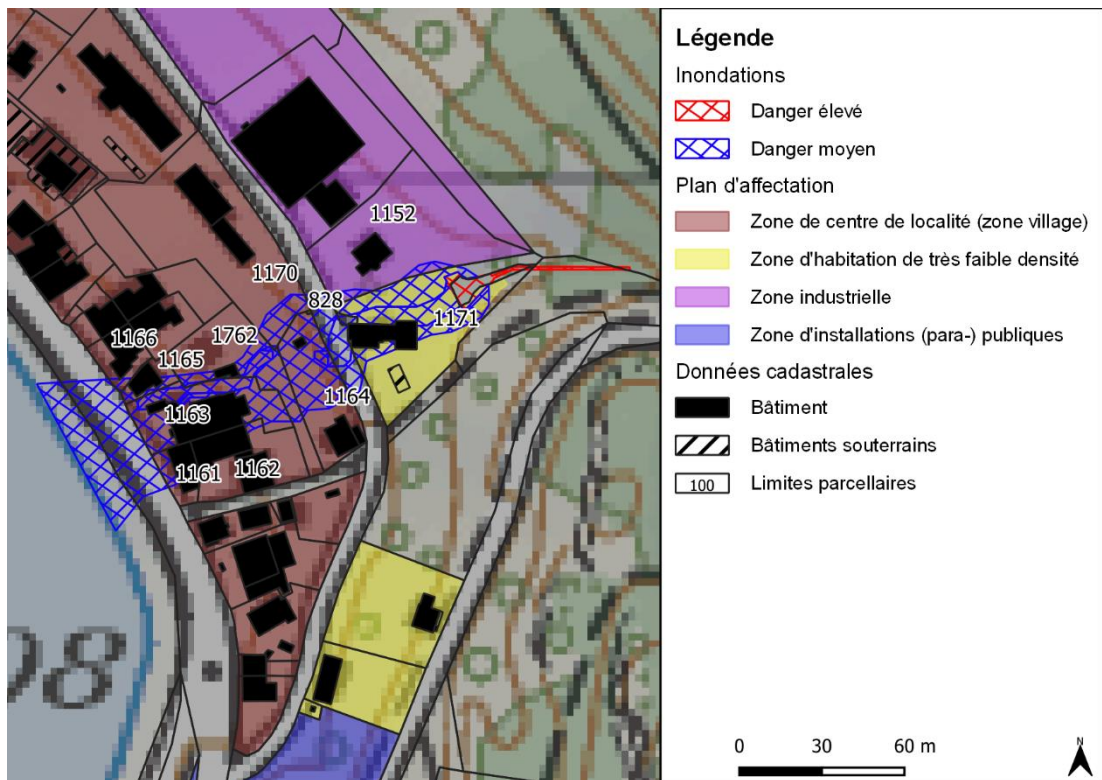 1152
1170
828
1171
1762
1166
1165
1164
1163
1161
1162
08
Légende
Inondations
Danger élevé
Danger moyen
Plan d'affectation
Zone de centre de localité (zone village)
Zone d'habitation de très faible densité
Zone industrielle
Zone d'installations (para-) publiques
Données cadastrales
Bâtiment
Bâtiments souterrains
100 Limites parcellaires
0 30 60 m
N